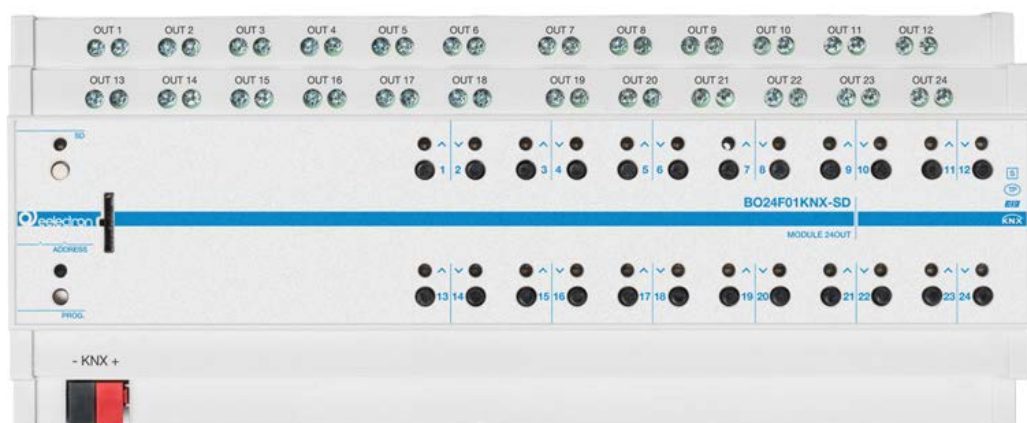 OUT 1 OUT 2 OUT 3 OUT 4 OUT 5 OUT 6 OUT 7 OUT 8 OUT 9 OUT 10 OUT 11 OUT 12
OUT 13 OUT 14 OUT 15 OUT 16 OUT 17 OUT 18 OUT 19 OUT 20 OUT 21 OUT 22 OUT 23 OUT 24
SD
1 2 3 4 5 6 7 8 9 10 11 12
S
TP
BO24F01KNX-SD
eelectron
KNX
MODULE 24OUT
ADDRESS
13 14 15 16 17 18 19 20 21 22 23 24
PROG.
- KNX +